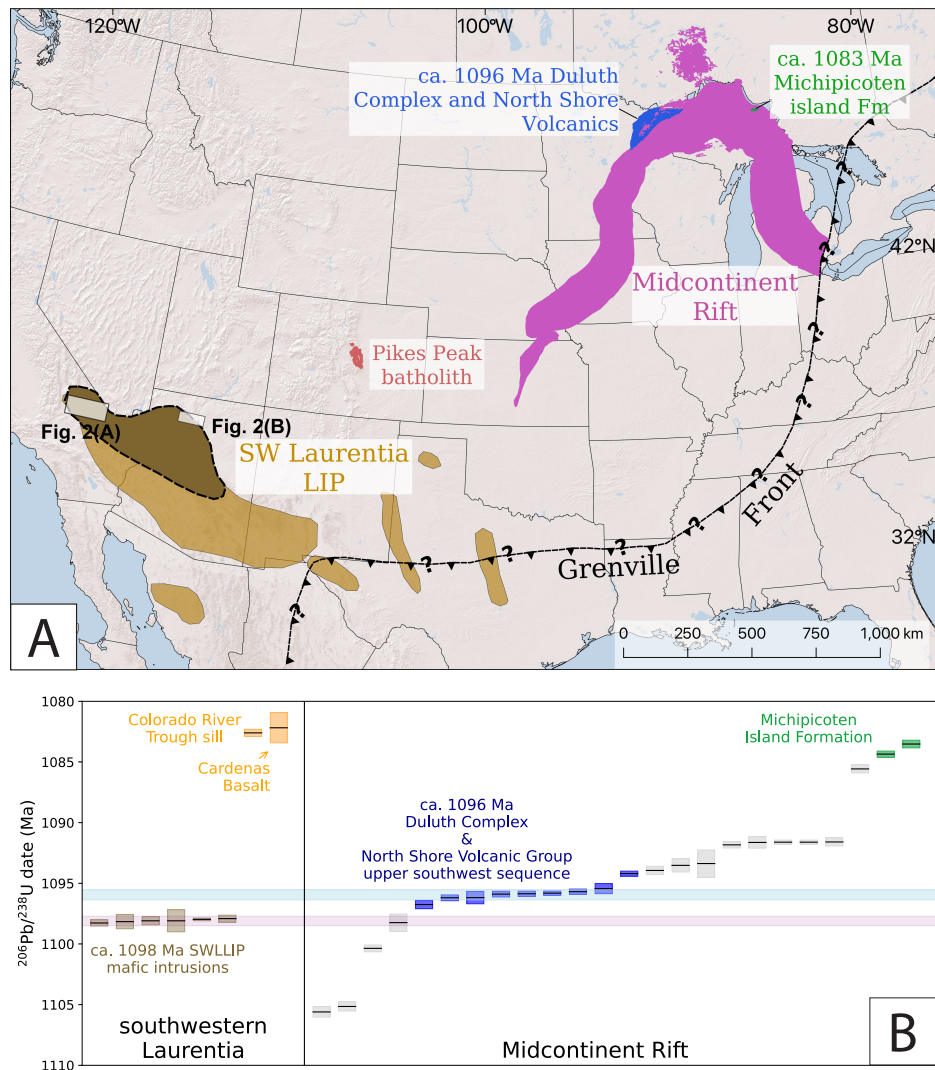 120°W
100°W
80°W
ca. 1096 Ma Duluth
Complex and North Shore
Volcanics
ca. 1083 Ma
Michipicoten
island Fm
?
42°N
?
Midcontinent
Rift
?
Pikes Peak
batholith
?
Fig. 2(A)
Fig. 2(B)
SW Laurentia
LIP
?
Front
?
32°N
?
?
?
Grenville
?
A
0 250 500 750 1,000 km
1080
1085
1090
1095
1100
1105
1110
²⁰⁶Pb/²³⁸U date (Ma)
Colorado River
Trough sill
Cardenas
Basalt
Michipicoten
Island Formation
ca. 1096 Ma
Duluth Complex
&
North Shore Volcanic Group
upper southwest sequence
ca. 1098 Ma SWLLIP
mafic intrusions
southwestern
Laurentia
Midcontinent Rift
B